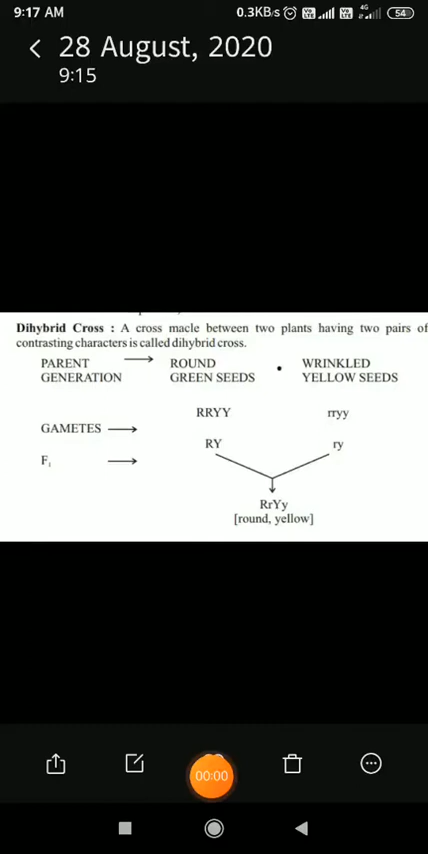 9:17 AM 0.3KB/s 4G 54
28 August, 2020
9:15
Dihybrid Cross : A cross macle between two plants having two pairs of
contrasting characters is called dihybrid cross.
PARENT ROUND WRINKLED
GENERATION GREEN SEEDS YELLOW SEEDS
RRYY rryy
GAMETES
RY ry
F₁
RrYy
[round, yellow]
00:00